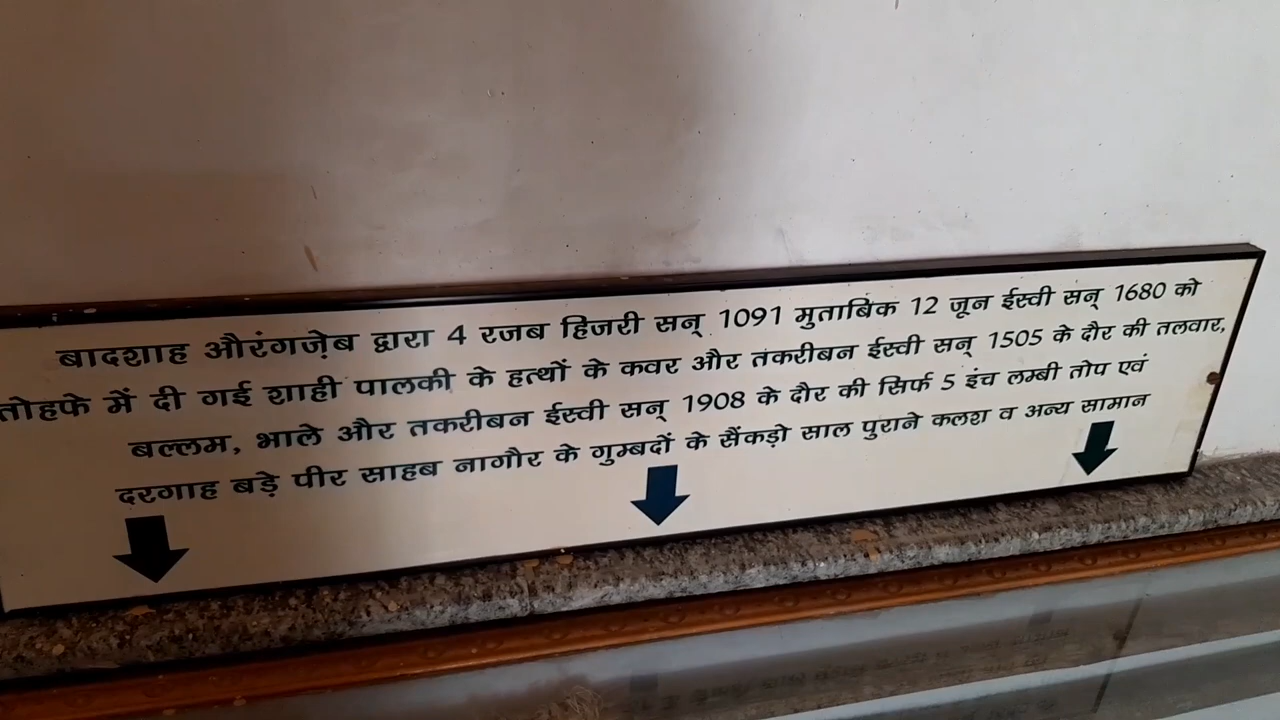 बादशाह औरंगज़ेब द्वारा 4 रजब हिजरी सन् 1091 मुताबिक 12 जून ईस्वी सन् 1680 को
तोहफे में दी गई शाही पालकी के हत्थों के कवर और तकरीबन ईस्वी सन् 1505 के दौर की तलवार,
बल्लम, भाले और तकरीबन ईस्वी सन् 1908 के दौर की सिर्फ 5 इंच लम्बी तोप एवं
दरगाह बड़े पीर साहब नागौर के गुम्बदों के सैंकड़ो साल पुराने कलश व अन्य सामान